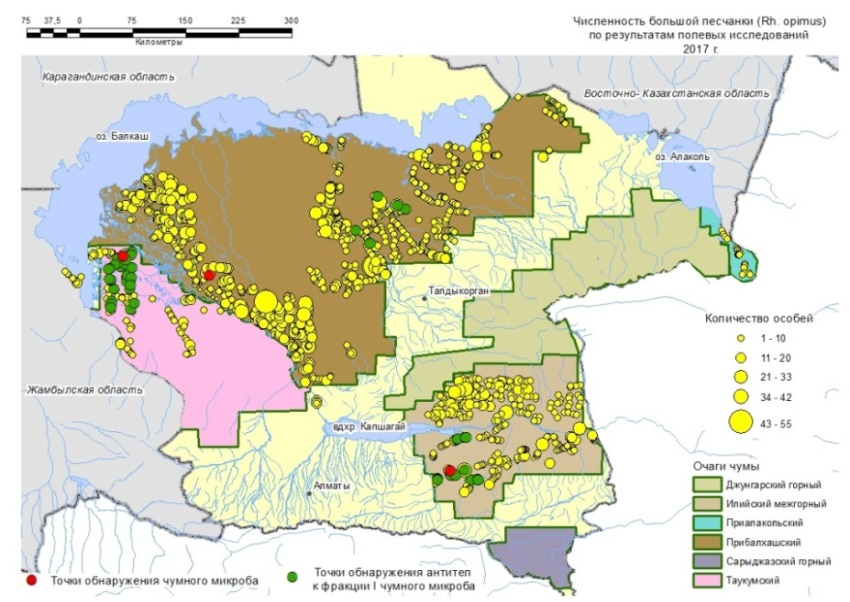 75 37,5 0 75 150 225 300
Километры
Численность большой песчанки (Rh. opimus)
по результатам полевых исследований
2017 г.
Карагандинская область
Восточно- Казахстанская область
оз. Балкаш
оз. Алаколь
Талдыкорган
Жамбылская область
вдхр. Капшагай
Алматы
Количество особей
1 - 10
11 - 20
21 - 33
34 - 42
43 - 55
Очаги чумы
Джунгарский горный
Илийский межгорный
Приалакольский
Прибалхашский
Сарыджазский горный
Таукумский
Точки обнаружения чумного микроба
Точки обнаружения антител
к фракции I чумного микроба